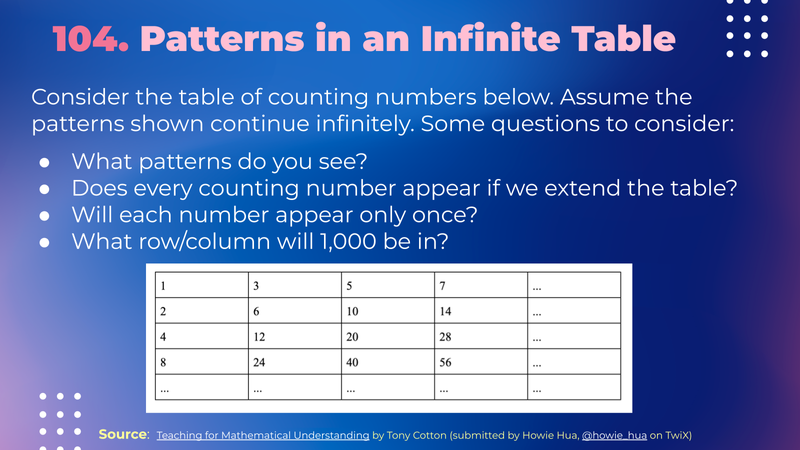 104. Patterns in an Infinite Table
Consider the table of counting numbers below. Assume the
patterns shown continue infinitely. Some questions to consider:
● What patterns do you see?
● Does every counting number appear if we extend the table?
● Will each number appear only once?
● What row/column will 1,000 be in?
1 3 5 7 ...
2 6 10 14 ...
4 12 20 28 ...
8 24 40 56 ...
... ... ... ... ...
Source: Teaching for Mathematical Understanding by Tony Cotton (submitted by Howie Hua, @howie_hua on TwiX)